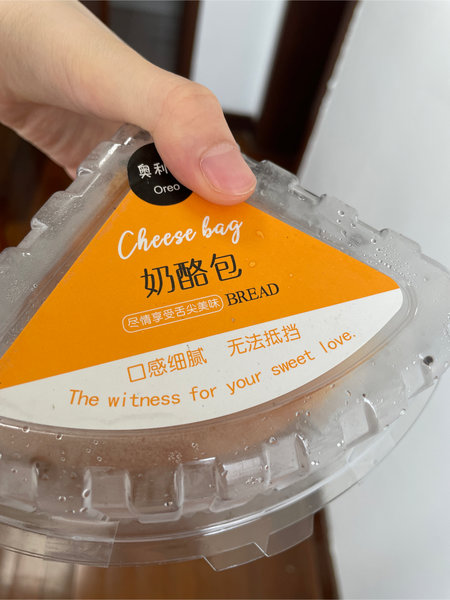 奥利
Oreo
Cheese bag
奶酪包
尽情享受舌尖美味 BREAD
口感细腻 无法抵挡
The witness for your sweet love.